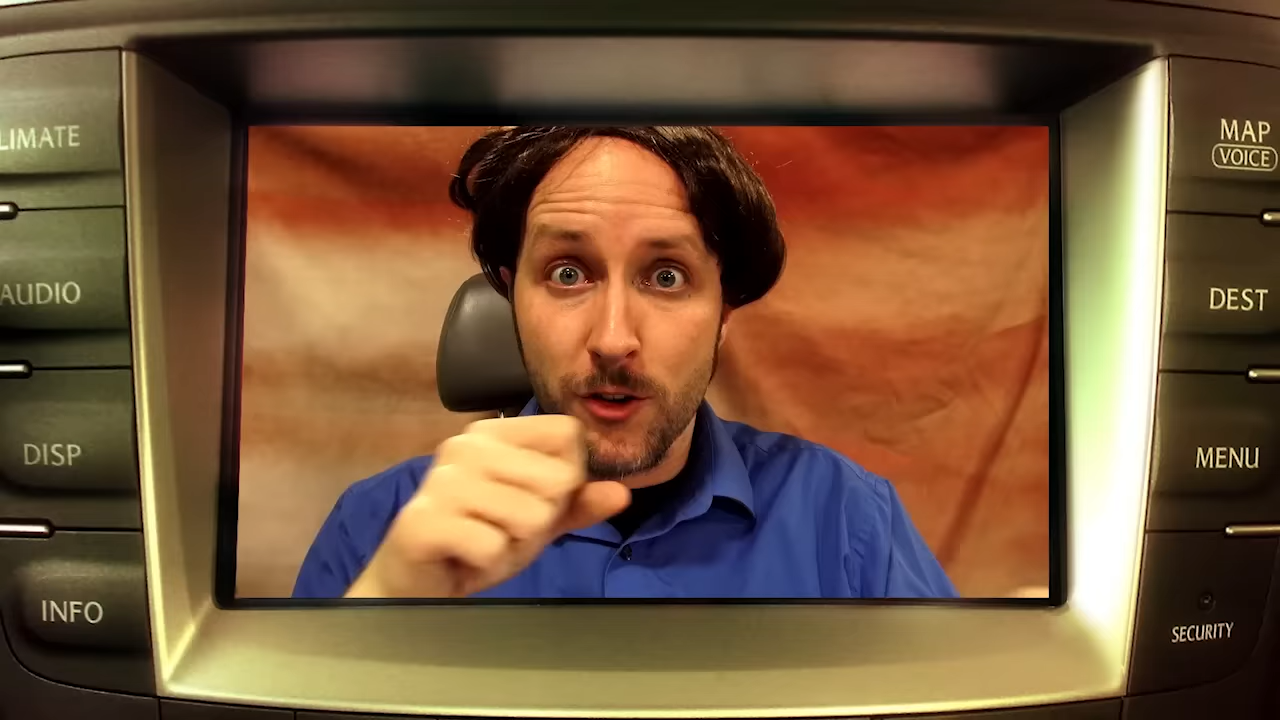 LIMATE
AUDIO
DISP
INFO
MAP
VOICE
DEST
MENU
SECURITY